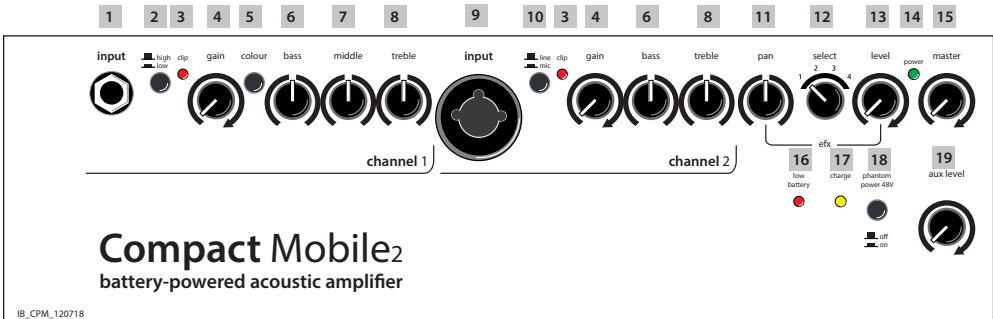 1 2 3 4 5 6 7 8 9 10 3 4 6 8 11 12 13 14 15
input high low clip gain colour bass middle treble input line mic clip gain bass treble pan select level power master
1 2 3 4
efx
channel 1 channel 2
16 17 18 19
low battery charge phantom power 48V aux level
off
on
Compact Mobile2
battery-powered acoustic amplifier
IB_CPM_120718